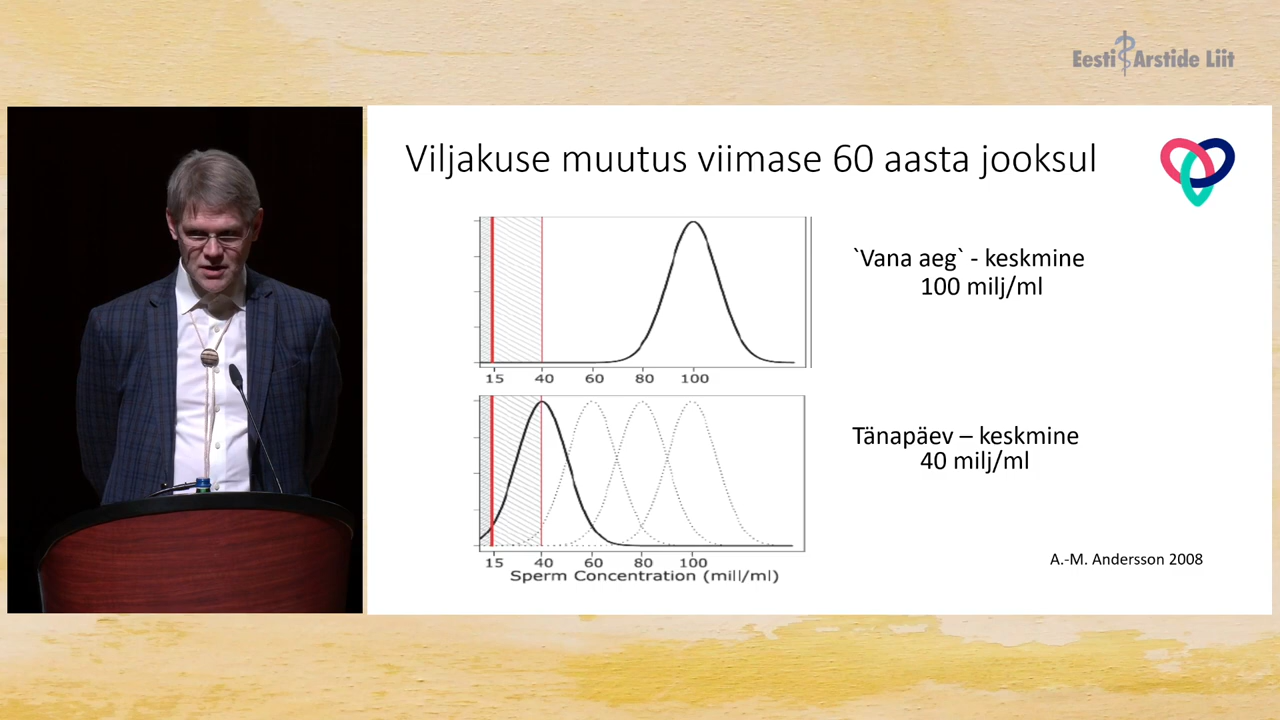 Eesti Arstide Liit
Viljakuse muutus viimase 60 aasta jooksul
`Vana aeg` - keskmine
100 milj/ml
15 40 60 80 100
Tänapäev – keskmine
40 milj/ml
15 40 60 80 100
Sperm Concentration (mill/ml)
A.-M. Andersson 2008